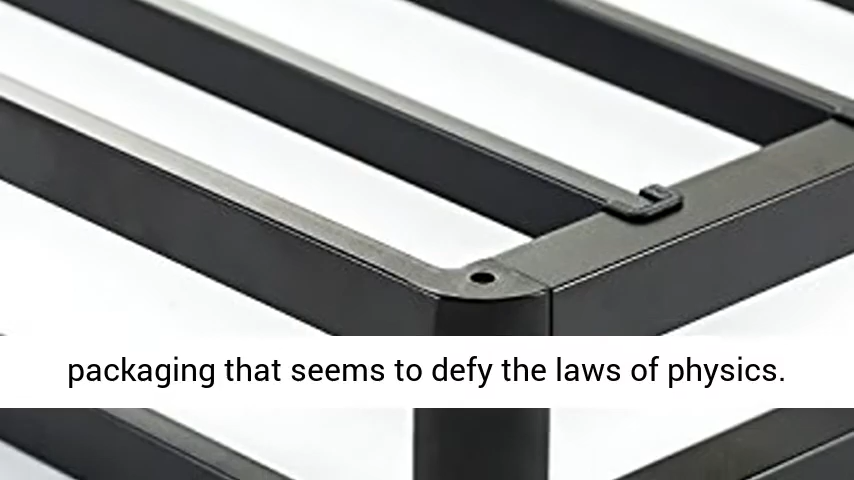 packaging that seems to defy the laws of physics.